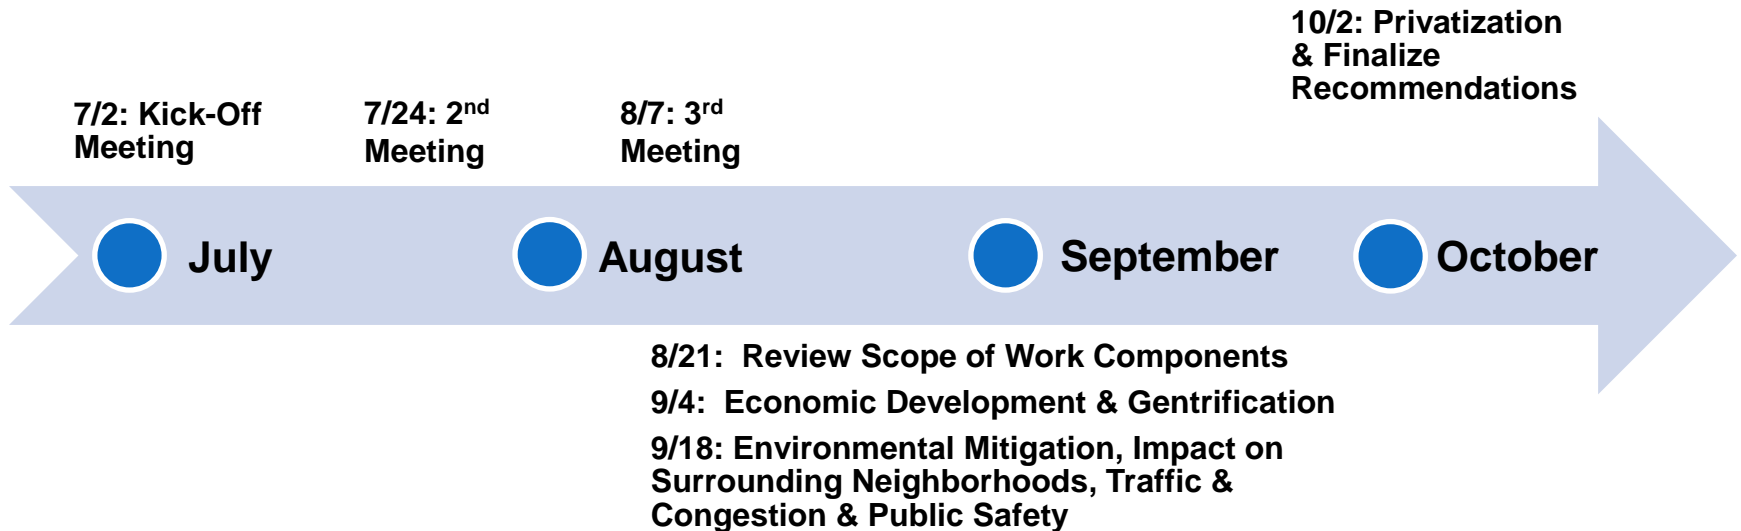 10/2: Privatization
& Finalize
Recommendations
7/2: Kick-Off
Meeting
7/24: 2nd
Meeting
8/7: 3rd
Meeting
July
August
September
October
8/21:  Review Scope of Work Components
9/4:  Economic Development & Gentrification
9/18: Environmental Mitigation, Impact on
Surrounding Neighborhoods, Traffic &
Congestion & Public Safety